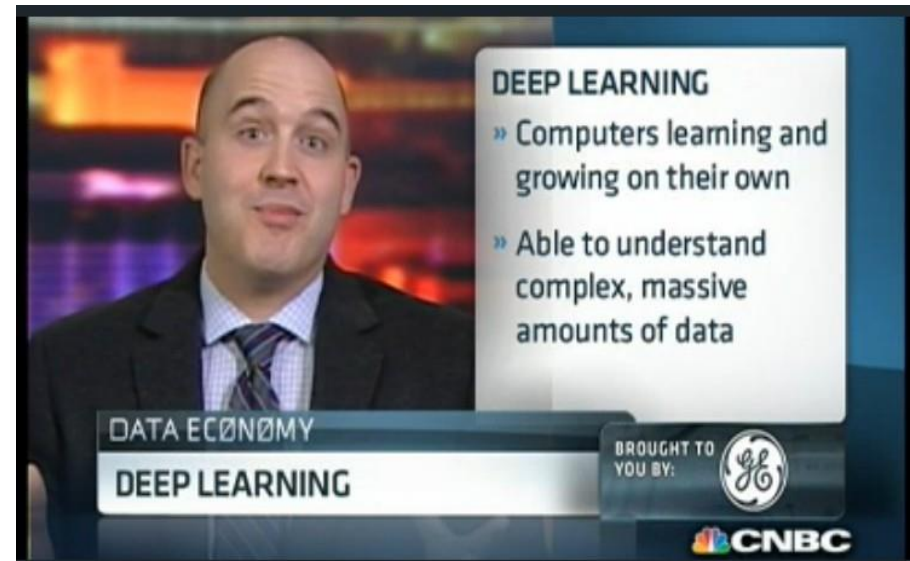 DEEP LEARNING
» Computers learning and
growing on their own
» Able to understand
complex, massive
amounts of data
DATA ECØNØMY
DEEP LEARNING
BROUGHT TO
YOU BY:
GE
CNBC